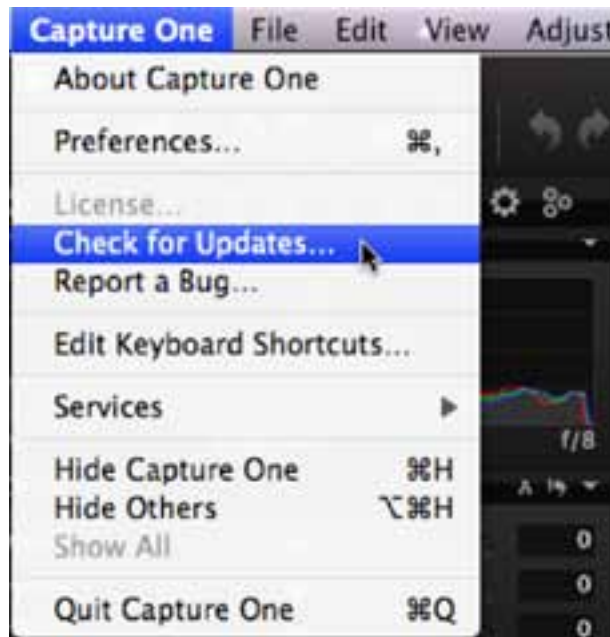 Capture One File Edit View Adjust
About Capture One
Preferences... ⌘,
License...
Check for Updates...
Report a Bug...
Edit Keyboard Shortcuts...
Services
f/8
Hide Capture One ⌘H
Hide Others ⌥⌘H
Show All
0
0
Quit Capture One ⌘Q
0